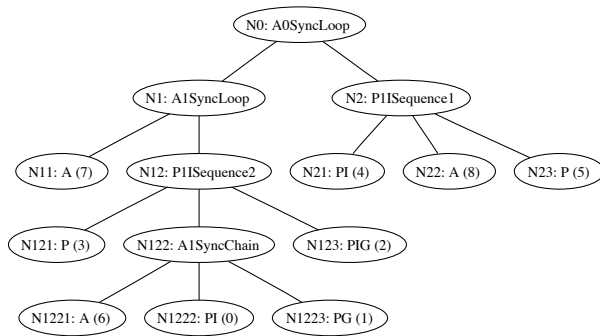 N0: A0SyncLoop
N1: A1SyncLoop
N2: P1ISequence1
N11: A (7)
N12: P1ISequence2
N21: PI (4)
N22: A (8)
N23: P (5)
N121: P (3)
N122: A1SyncChain
N123: PIG (2)
N1221: A (6)
N1222: PI (0)
N1223: PG (1)